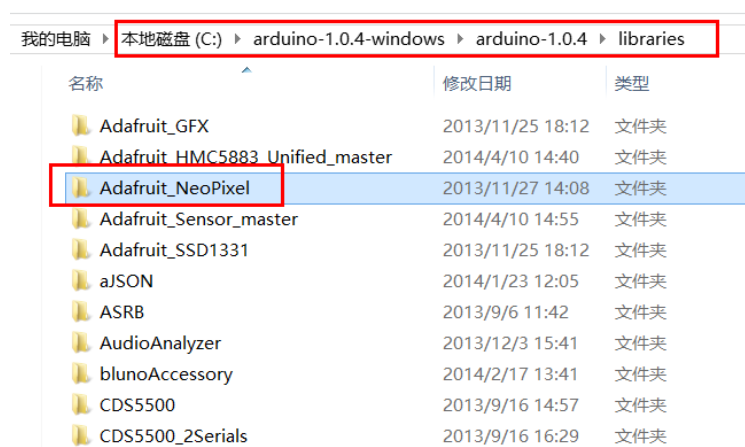 我的电脑 ▸ 本地磁盘 (C:) ▸ arduino-1.0.4-windows ▸ arduino-1.0.4 ▸ libraries
名称 修改日期 类型
Adafruit_GFX 2013/11/25 18:12 文件夹
Adafruit_HMC5883_Unified_master 2014/4/10 14:40 文件夹
Adafruit_NeoPixel 2013/11/27 14:08 文件夹
Adafruit_Sensor_master 2014/4/10 14:55 文件夹
Adafruit_SSD1331 2013/11/25 18:12 文件夹
aJSON 2014/1/23 12:05 文件夹
ASRB 2013/9/6 11:42 文件夹
AudioAnalyzer 2013/12/3 15:41 文件夹
blunoAccessory 2014/2/17 13:41 文件夹
CDS5500 2013/9/16 14:57 文件夹
CDS5500_2Serials 2013/9/16 16:29 文件夹